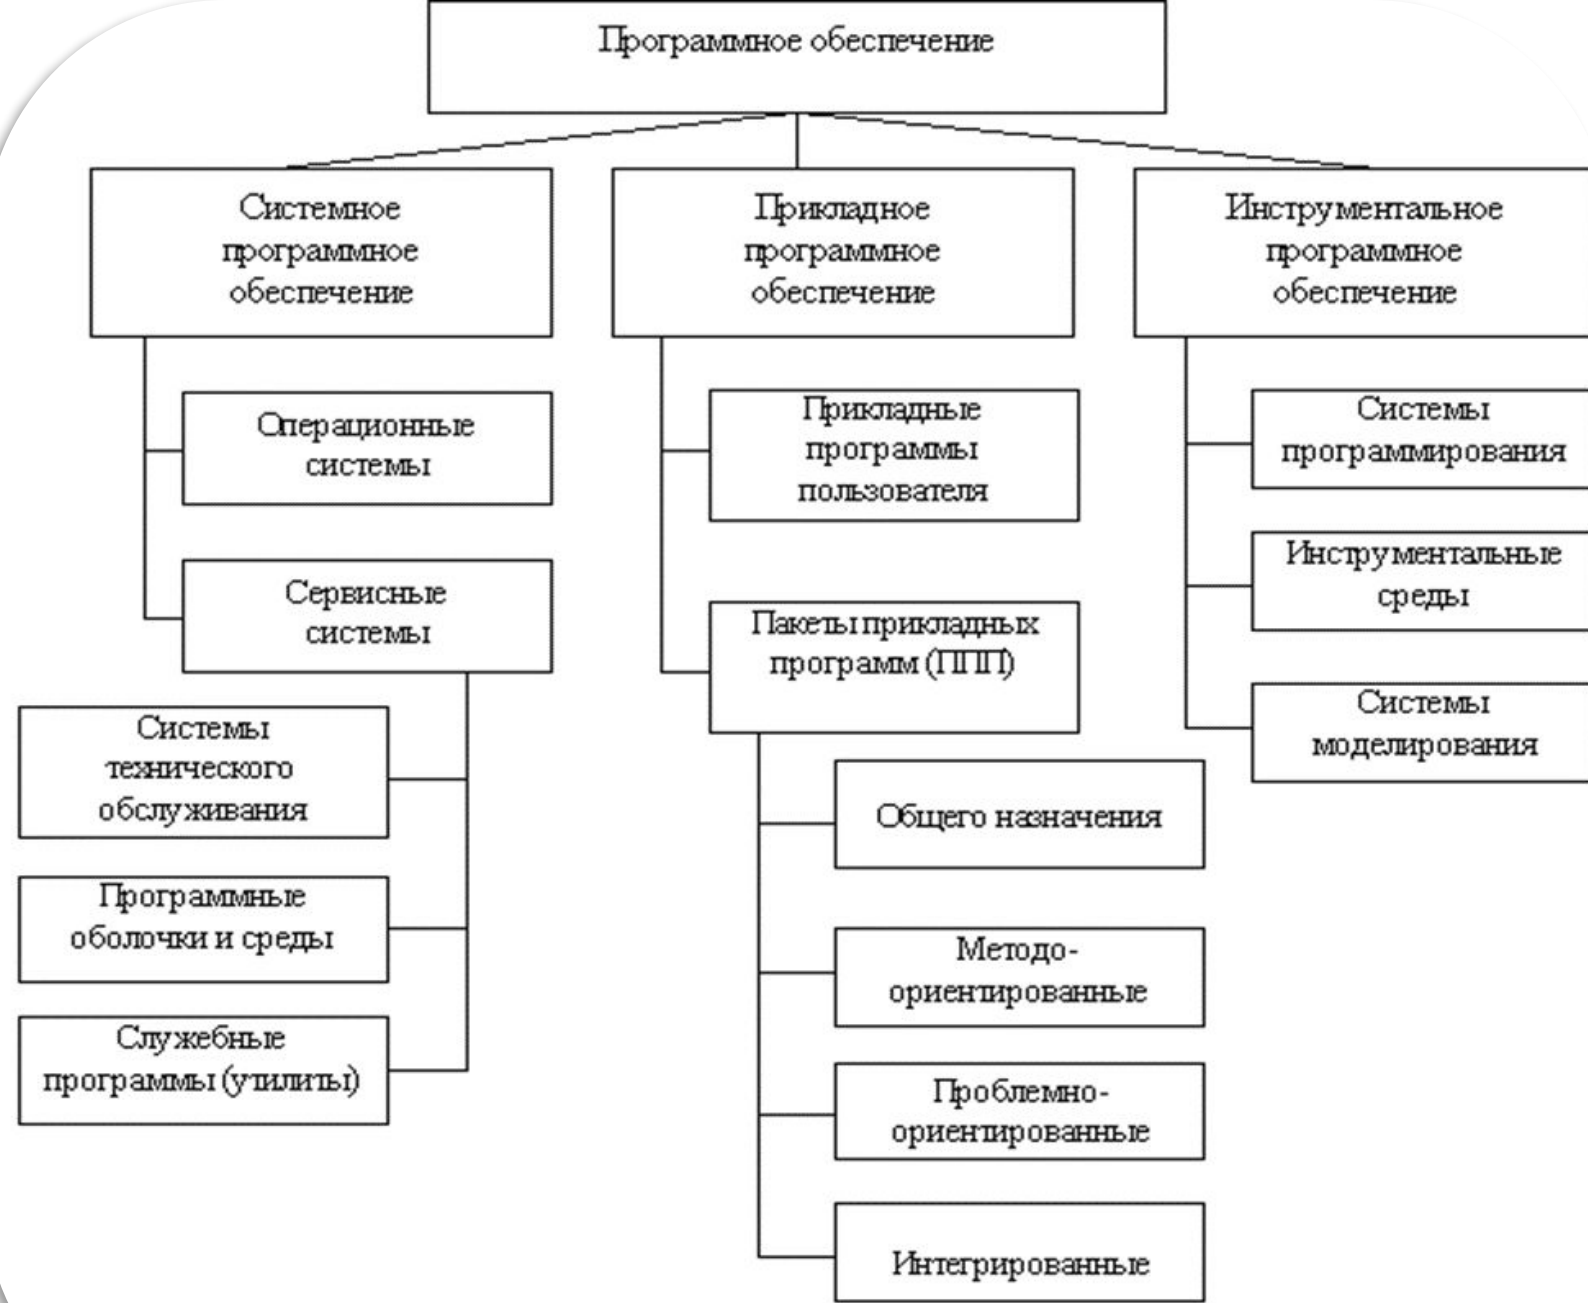 Программное обеспечение
Системное
программное
обеспечение
Операционные
системы
Сервисные
системы
Системы
технического
обслуживания
Программные
оболочки и среды
Служебные
программы (утилиты)
Прикладное
программное
обеспечение
Прикладные
программы
пользователя
Пакеты прикладных
программ (ППП)
Общего назначения
Методо-
ориентированные
Проблемно-
ориентированные
Интегрированные
Инструментальное
программное
обеспечение
Системы
программирования
Инструментальные
среды
Системы
моделирования